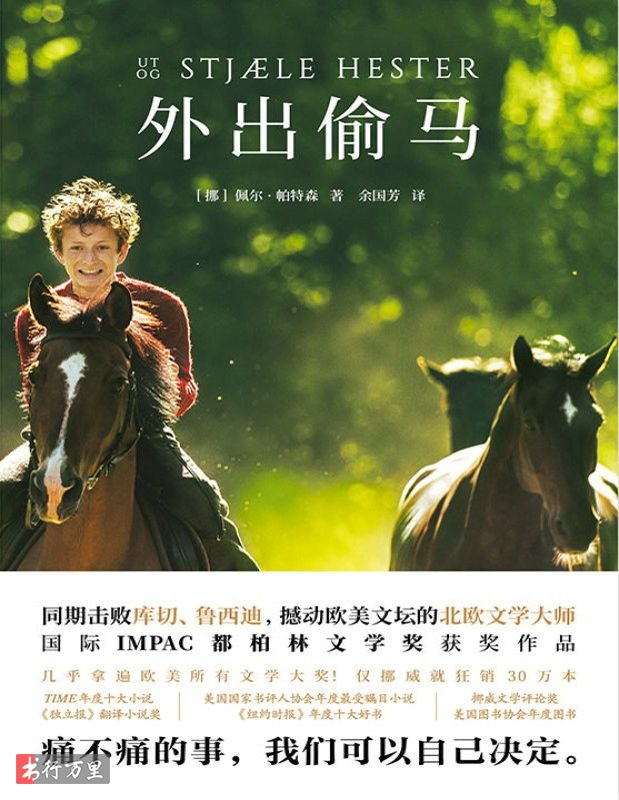 UT
OG STJÆLE HESTER
外出偷马
［挪］佩尔·帕特森 著 余国芳 译
同期击败库切、鲁西迪，撼动欧美文坛的北欧文学大师
国际IMPAC都柏林文学奖获奖作品
几乎拿遍欧美所有文学大奖！仅挪威就狂销30万本
TIME年度十大小说 美国国家书评人协会年度最受瞩目小说 挪威文学评论奖
《独立报》翻译小说奖 《纽约时报》年度十大好书 美国图书协会年度图书
痛不痛的事，我们可以自己决定。
书行万里